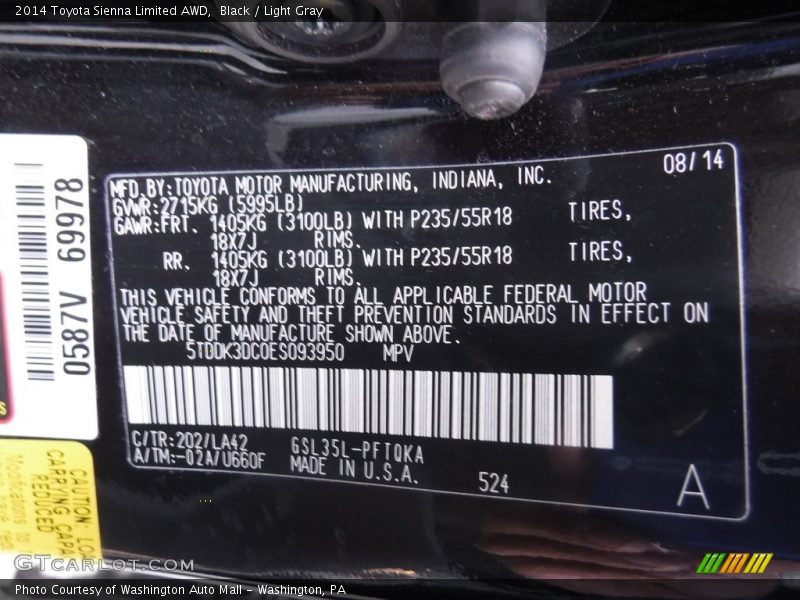 2014 Toyota Sienna Limited AWD, Black / Light Gray
08/14
MFD.BY:TOYOTA MOTOR MANUFACTURING, INDIANA, INC.
GVWR:2715KG (5995LB)
GAWR:FRT. 1405KG (3100LB) WITH P235/55R18 TIRES,
18X7J RIMS.
RR. 1405KG (3100LB) WITH P235/55R18 TIRES,
18X7J RIMS.
THIS VEHICLE CONFORMS TO ALL APPLICABLE FEDERAL MOTOR
VEHICLE SAFETY AND THEFT PREVENTION STANDARDS IN EFFECT ON
THE DATE OF MANUFACTURE SHOWN ABOVE.
5TDDK3DC0ES093950 MPV
C/TR:202/LA42 GSL35L-PFTQKA
A/TM:-02A/U660F MADE IN U.S.A.
524
A
0587V 69978
S
CAUTION
CARRYING
REDUCED
GTCARLOT.COM
Photo Courtesy of Washington Auto Mall - Washington, PA